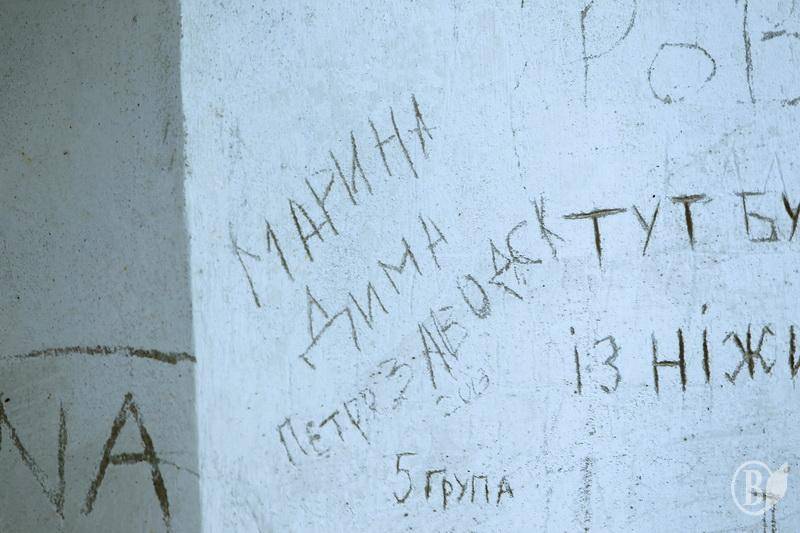 МАРИНА
ДИМА
ПЕТРОЗАВОДСК
2013
ТУТ БУ
ІЗ НІЖИ
5 ГРУПА
NA
В